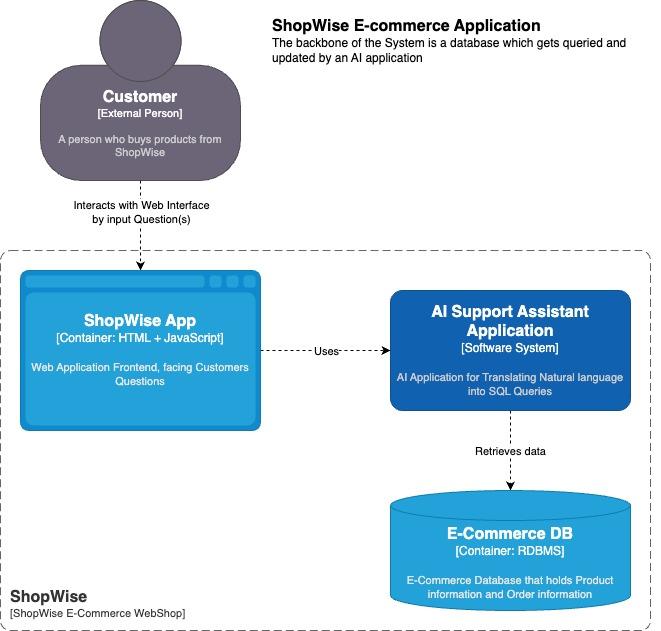 ShopWise E-commerce Application
The backbone of the System is a database which gets queried and
updated by an AI application
Customer
[External Person]
A person who buys products from
ShopWise
Interacts with Web Interface
by input Question(s)
ShopWise App
[Container: HTML + JavaScript]
Web Application Frontend, facing Customers
Questions
Uses
AI Support Assistant
Application
[Software System]
AI Application for Translating Natural language
into SQL Queries
Retrieves data
E-Commerce DB
[Container: RDBMS]
E-Commerce Database that holds Product
information and Order information
ShopWise
[ShopWise E-Commerce WebShop]